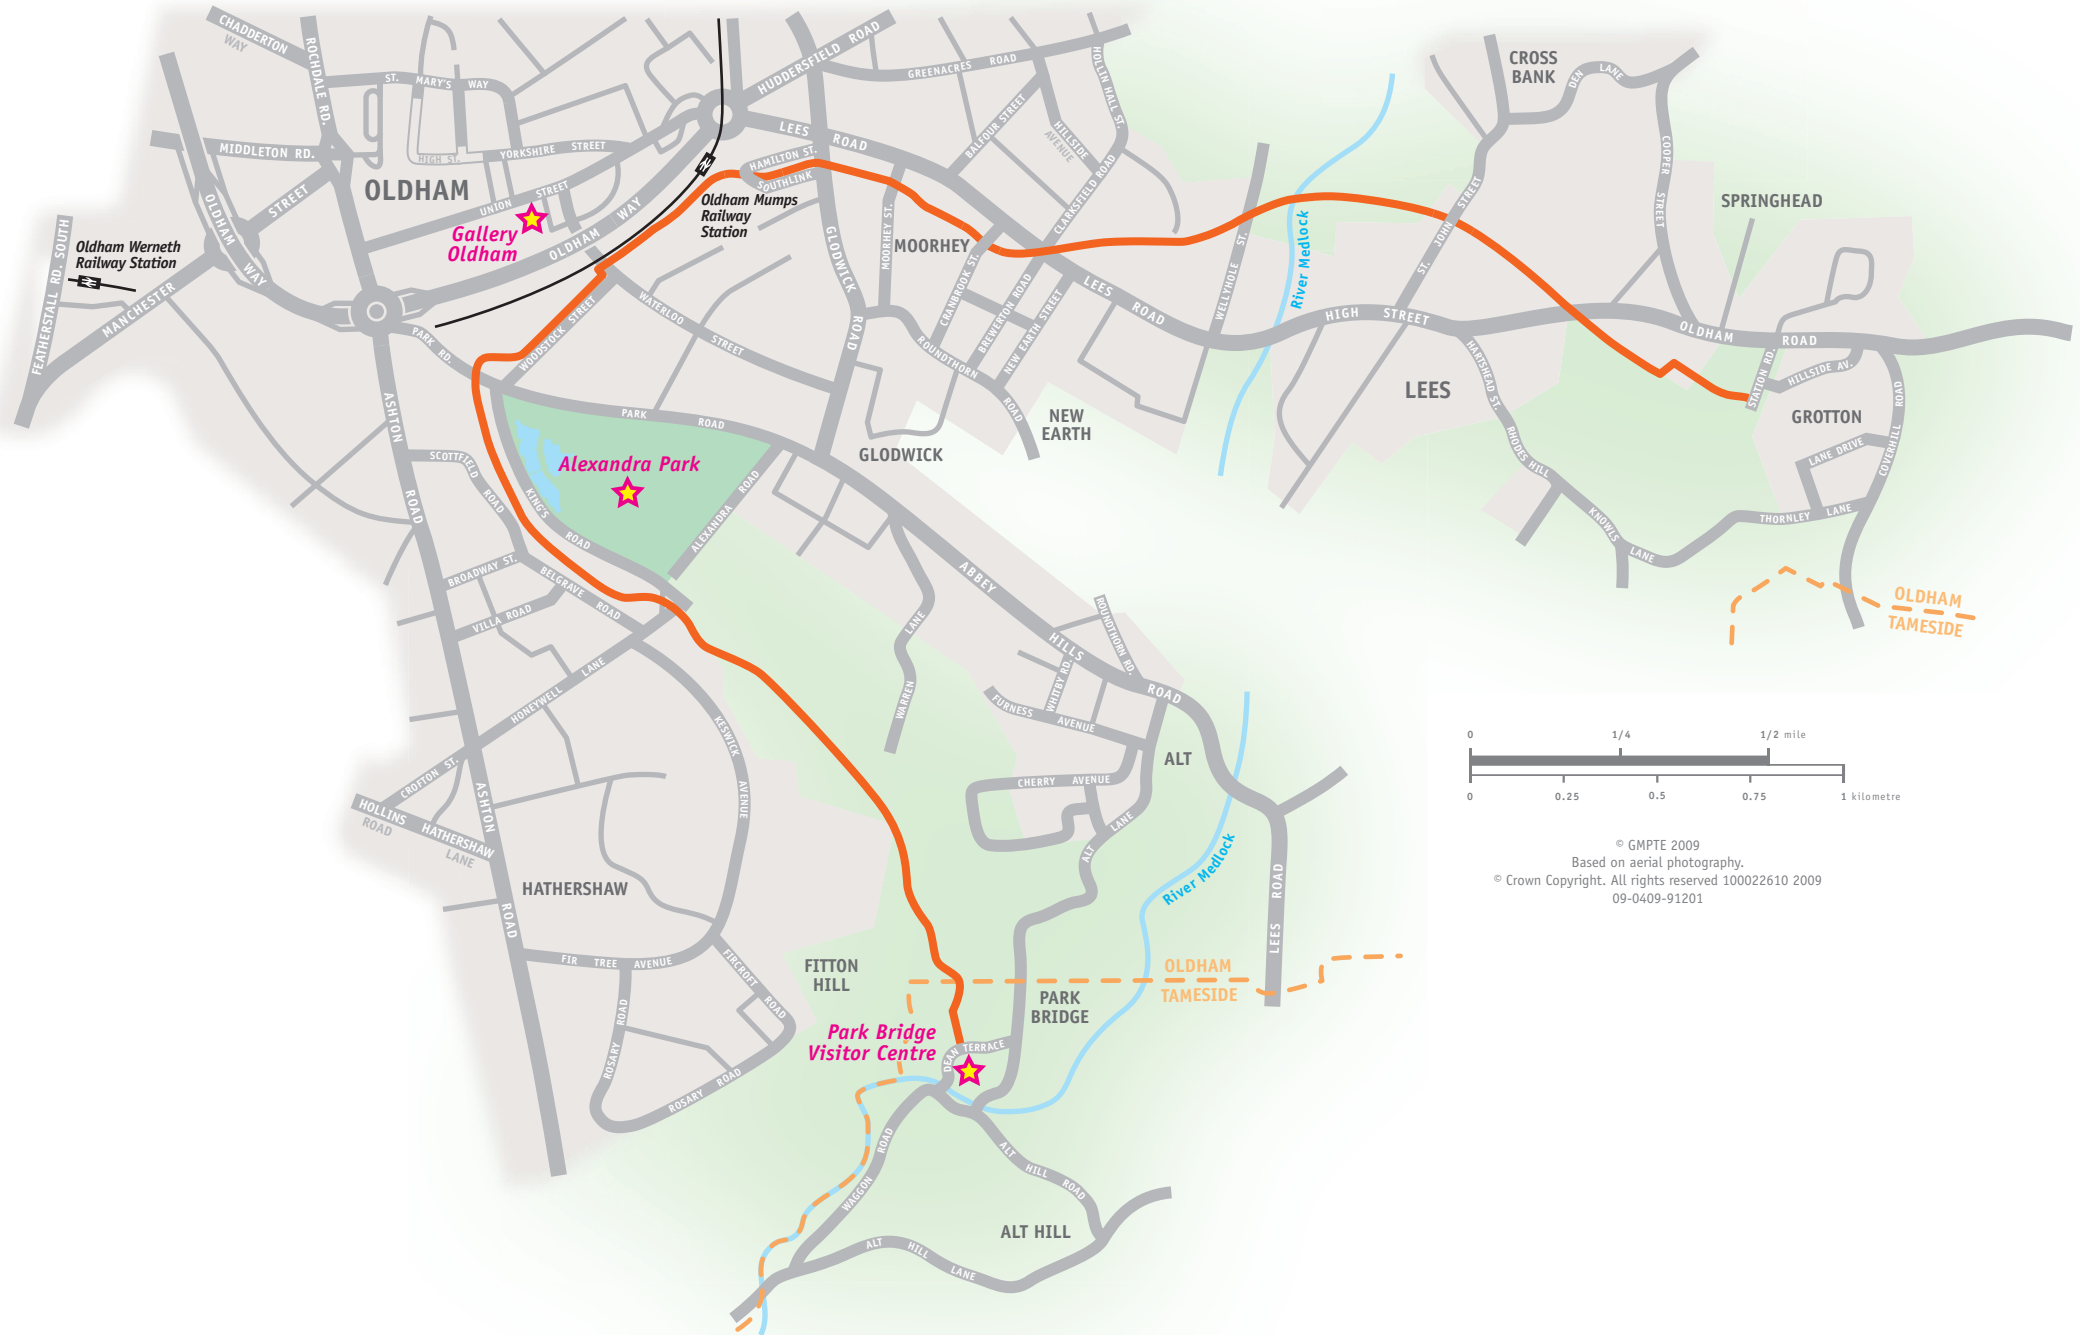 CHADDERTON
WAY
ROCHDALE RD.
ST. MARY'S WAY
HUDDERSFIELD ROAD
GREENACRES ROAD
HOLLIN HALL ST.
CROSS
BANK
DEN LANE
MIDDLETON RD.
HIGH ST.
YORKSHIRE STREET
LEES ROAD
HAMILTON ST.
SOUTHLINK
BALFOUR STREET
HILLSIDE
AVENUE
CLARKSFIELD ROAD
COOPER STREET
OLDHAM
STREET
UNION STREET
Oldham Mumps
Railway
Station
SPRINGHEAD
OLDHAM WAY
OLDHAM WAY
Gallery
Oldham
MOORHEY ST.
MOORHEY
GLODWICK ROAD
River Medlock
ST. JOHN STREET
WELLYHOLE ST.
FEATHERSTALL RD. SOUTH
Oldham Werneth
Railway Station
MANCHESTER
CRANBROOK ST.
BREWERTON ROAD
NEW EARTH STREET
LEES ROAD
HIGH STREET
OLDHAM ROAD
PARK RD.
WOODSTOCK STREET
WATERLOO STREET
ROUNDTHORN ROAD
HARTSHEAD ST.
STATION RD.
HILLSIDE AV.
ASHTON ROAD
PARK ROAD
NEW
EARTH
LEES
GROTTON
COVERHILL ROAD
GLODWICK
SCOTTFIELD ROAD
Alexandra Park
KING'S ROAD
ALEXANDRA ROAD
RHODES HILL
LANE DRIVE
KNOWLS LANE
THORNLEY LANE
BROADWAY ST.
BELGRAVE ROAD
VILLA ROAD
ABBEY HILLS ROAD
LANE
WARREN
ROUNDTHORN RD.
OLDHAM
TAMESIDE
HONEYWELL LANE
WHITBY RD.
FURNESS AVENUE
KESWICK AVENUE
ALT
CHERRY AVENUE
CROFTON ST.
HOLLINS
ROAD
HATHERSHAW
LANE
ASHTON ROAD
ALT LANE
River Medlock
LEES ROAD
0 1/4 1/2 mile
0 0.25 0.5 0.75 1 kilometre
© GMPTE 2009
Based on aerial photography.
© Crown Copyright. All rights reserved 100022610 2009
09-0409-91201
HATHERSHAW
FIR TREE AVENUE
FIRCROFT ROAD
FITTON
HILL
OLDHAM
TAMESIDE
PARK
BRIDGE
ROSARY ROAD
ROSARY ROAD
Park Bridge
Visitor Centre
DEAN TERRACE
WAGGON ROAD
ALT HILL ROAD
ALT HILL
ALT HILL LANE